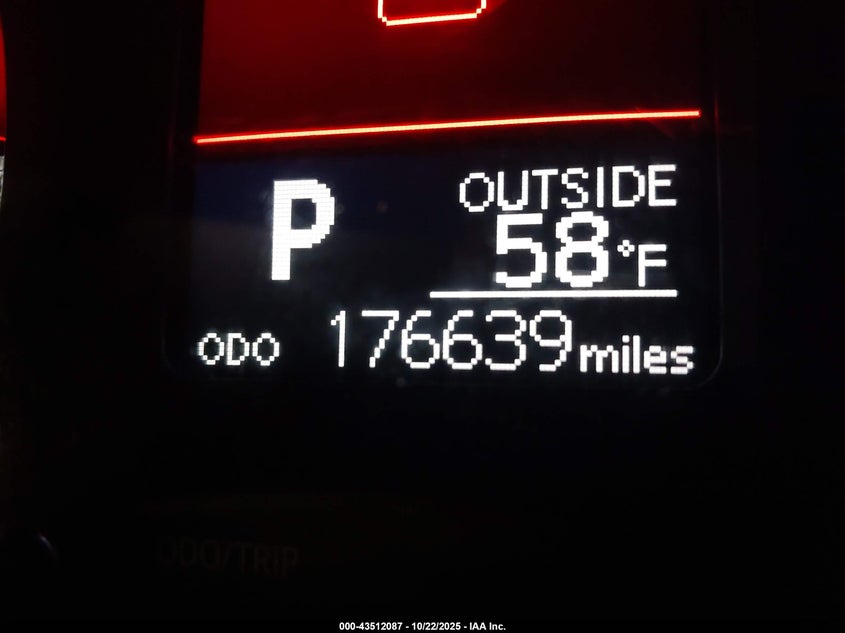 P
OUTSIDE
58°F
ODO 176639 miles
ODO/TRIP
000-43512087 - 10/22/2025 - IAA Inc.